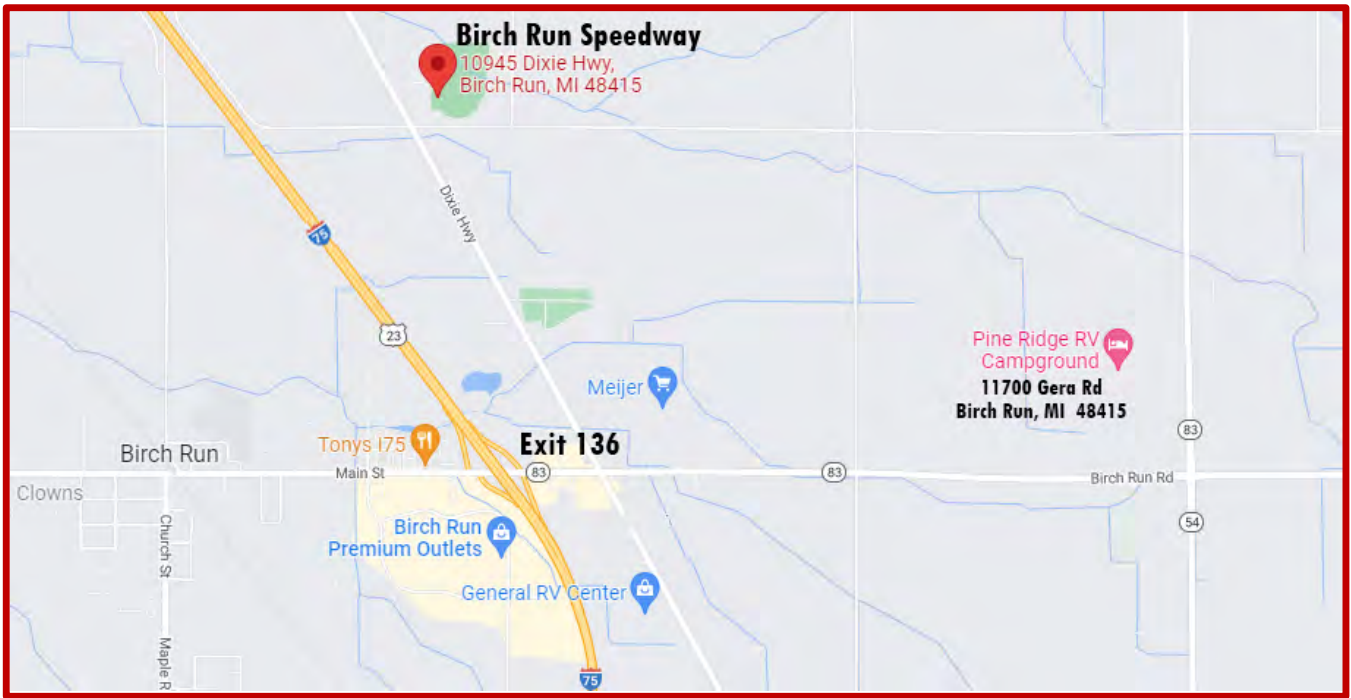 Birch Run Speedway
10945 Dixie Hwy,
Birch Run, MI 48415
Dixie Hwy
75
23
Meijer
Pine Ridge RV
Campground
11700 Gera Rd
Birch Run, MI 48415
83
Birch Run
Tonys I75
Exit 136
Main St
83
83
Birch Run Rd
Clowns
54
Church St
Birch Run
Premium Outlets
General RV Center
Maple R
75